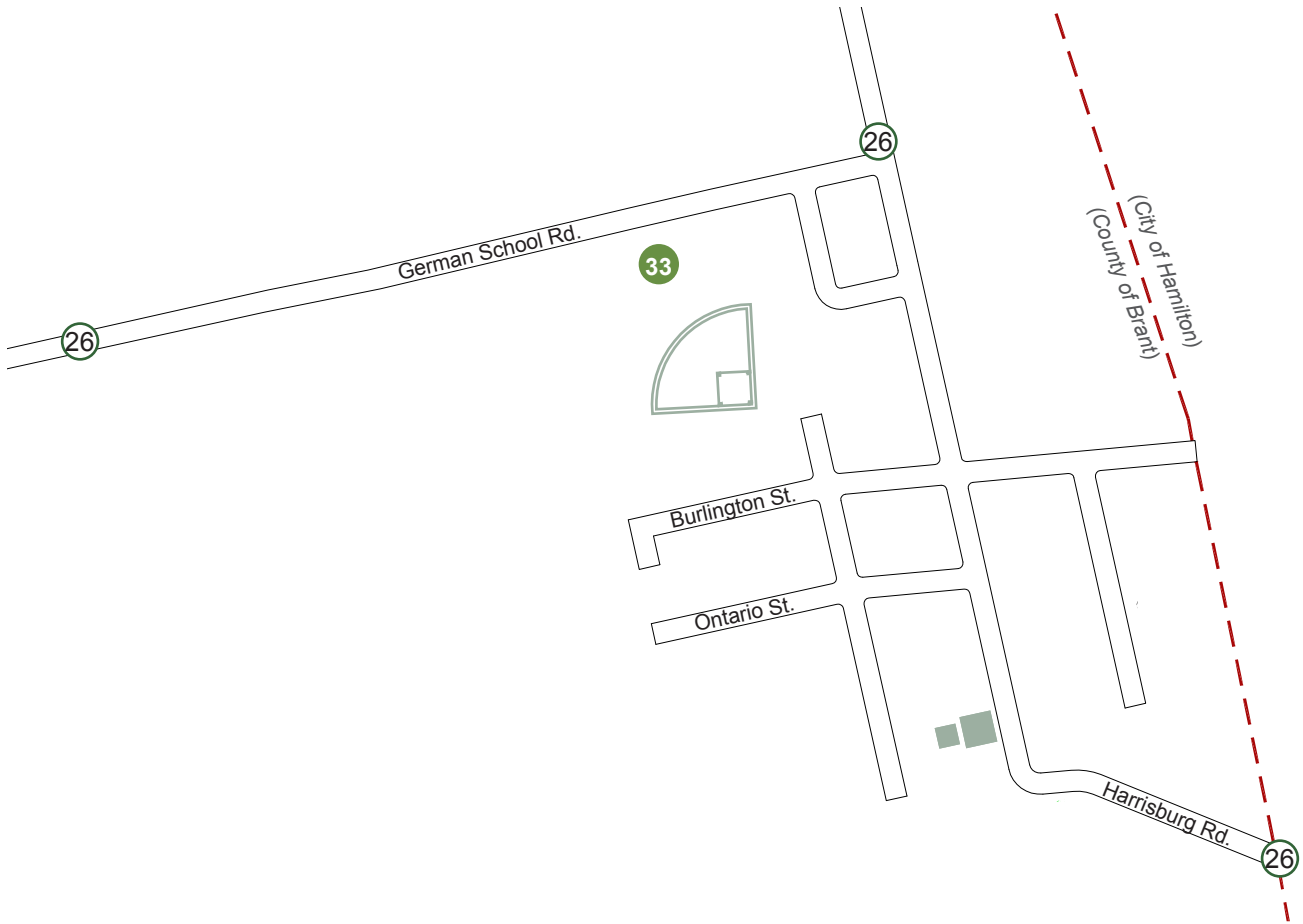 26
(City of Hamilton)
(County of Brant)
German School Rd.
33
26
Burlington St.
Ontario St.
Harrisburg Rd.
26